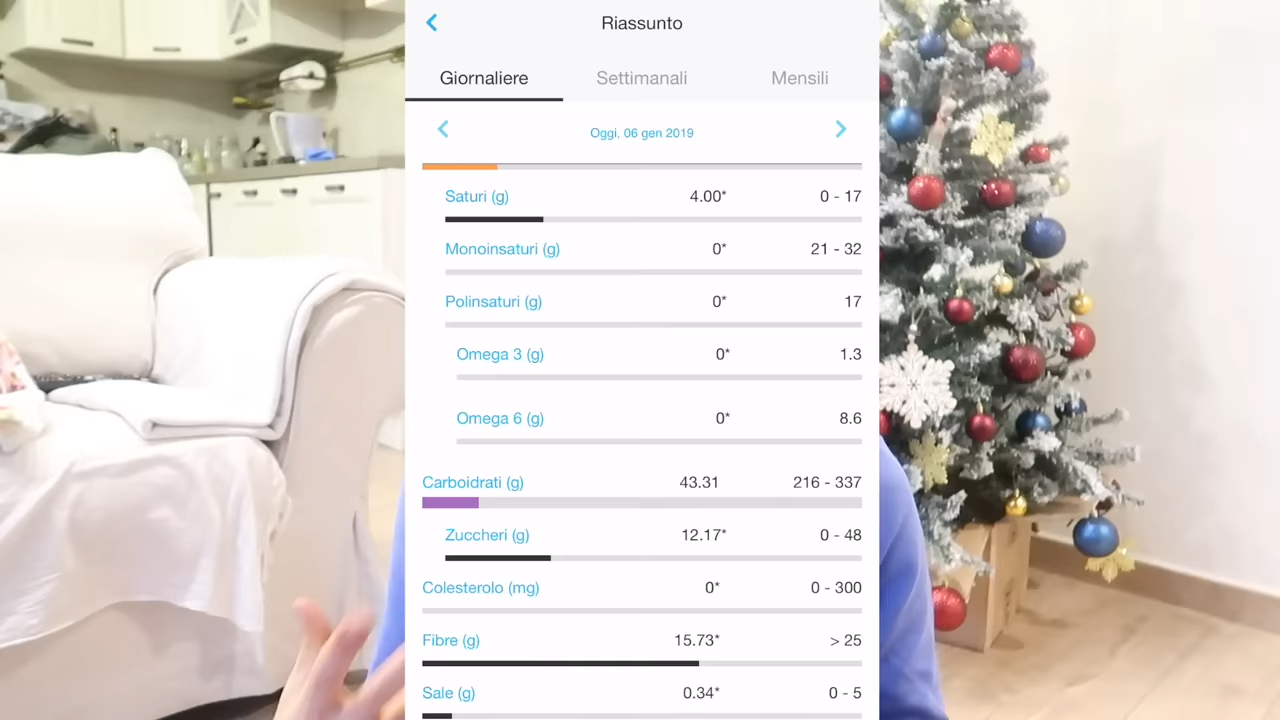 Riassunto
Giornaliere Settimanali Mensili
Oggi, 06 gen 2019
Saturi (g) 4.00* 0 - 17
Monoinsaturi (g) 0* 21 - 32
Polinsaturi (g) 0* 17
Omega 3 (g) 0* 1.3
Omega 6 (g) 0* 8.6
Carboidrati (g) 43.31 216 - 337
Zuccheri (g) 12.17* 0 - 48
Colesterolo (mg) 0* 0 - 300
Fibre (g) 15.73* > 25
Sale (g) 0.34* 0 - 5